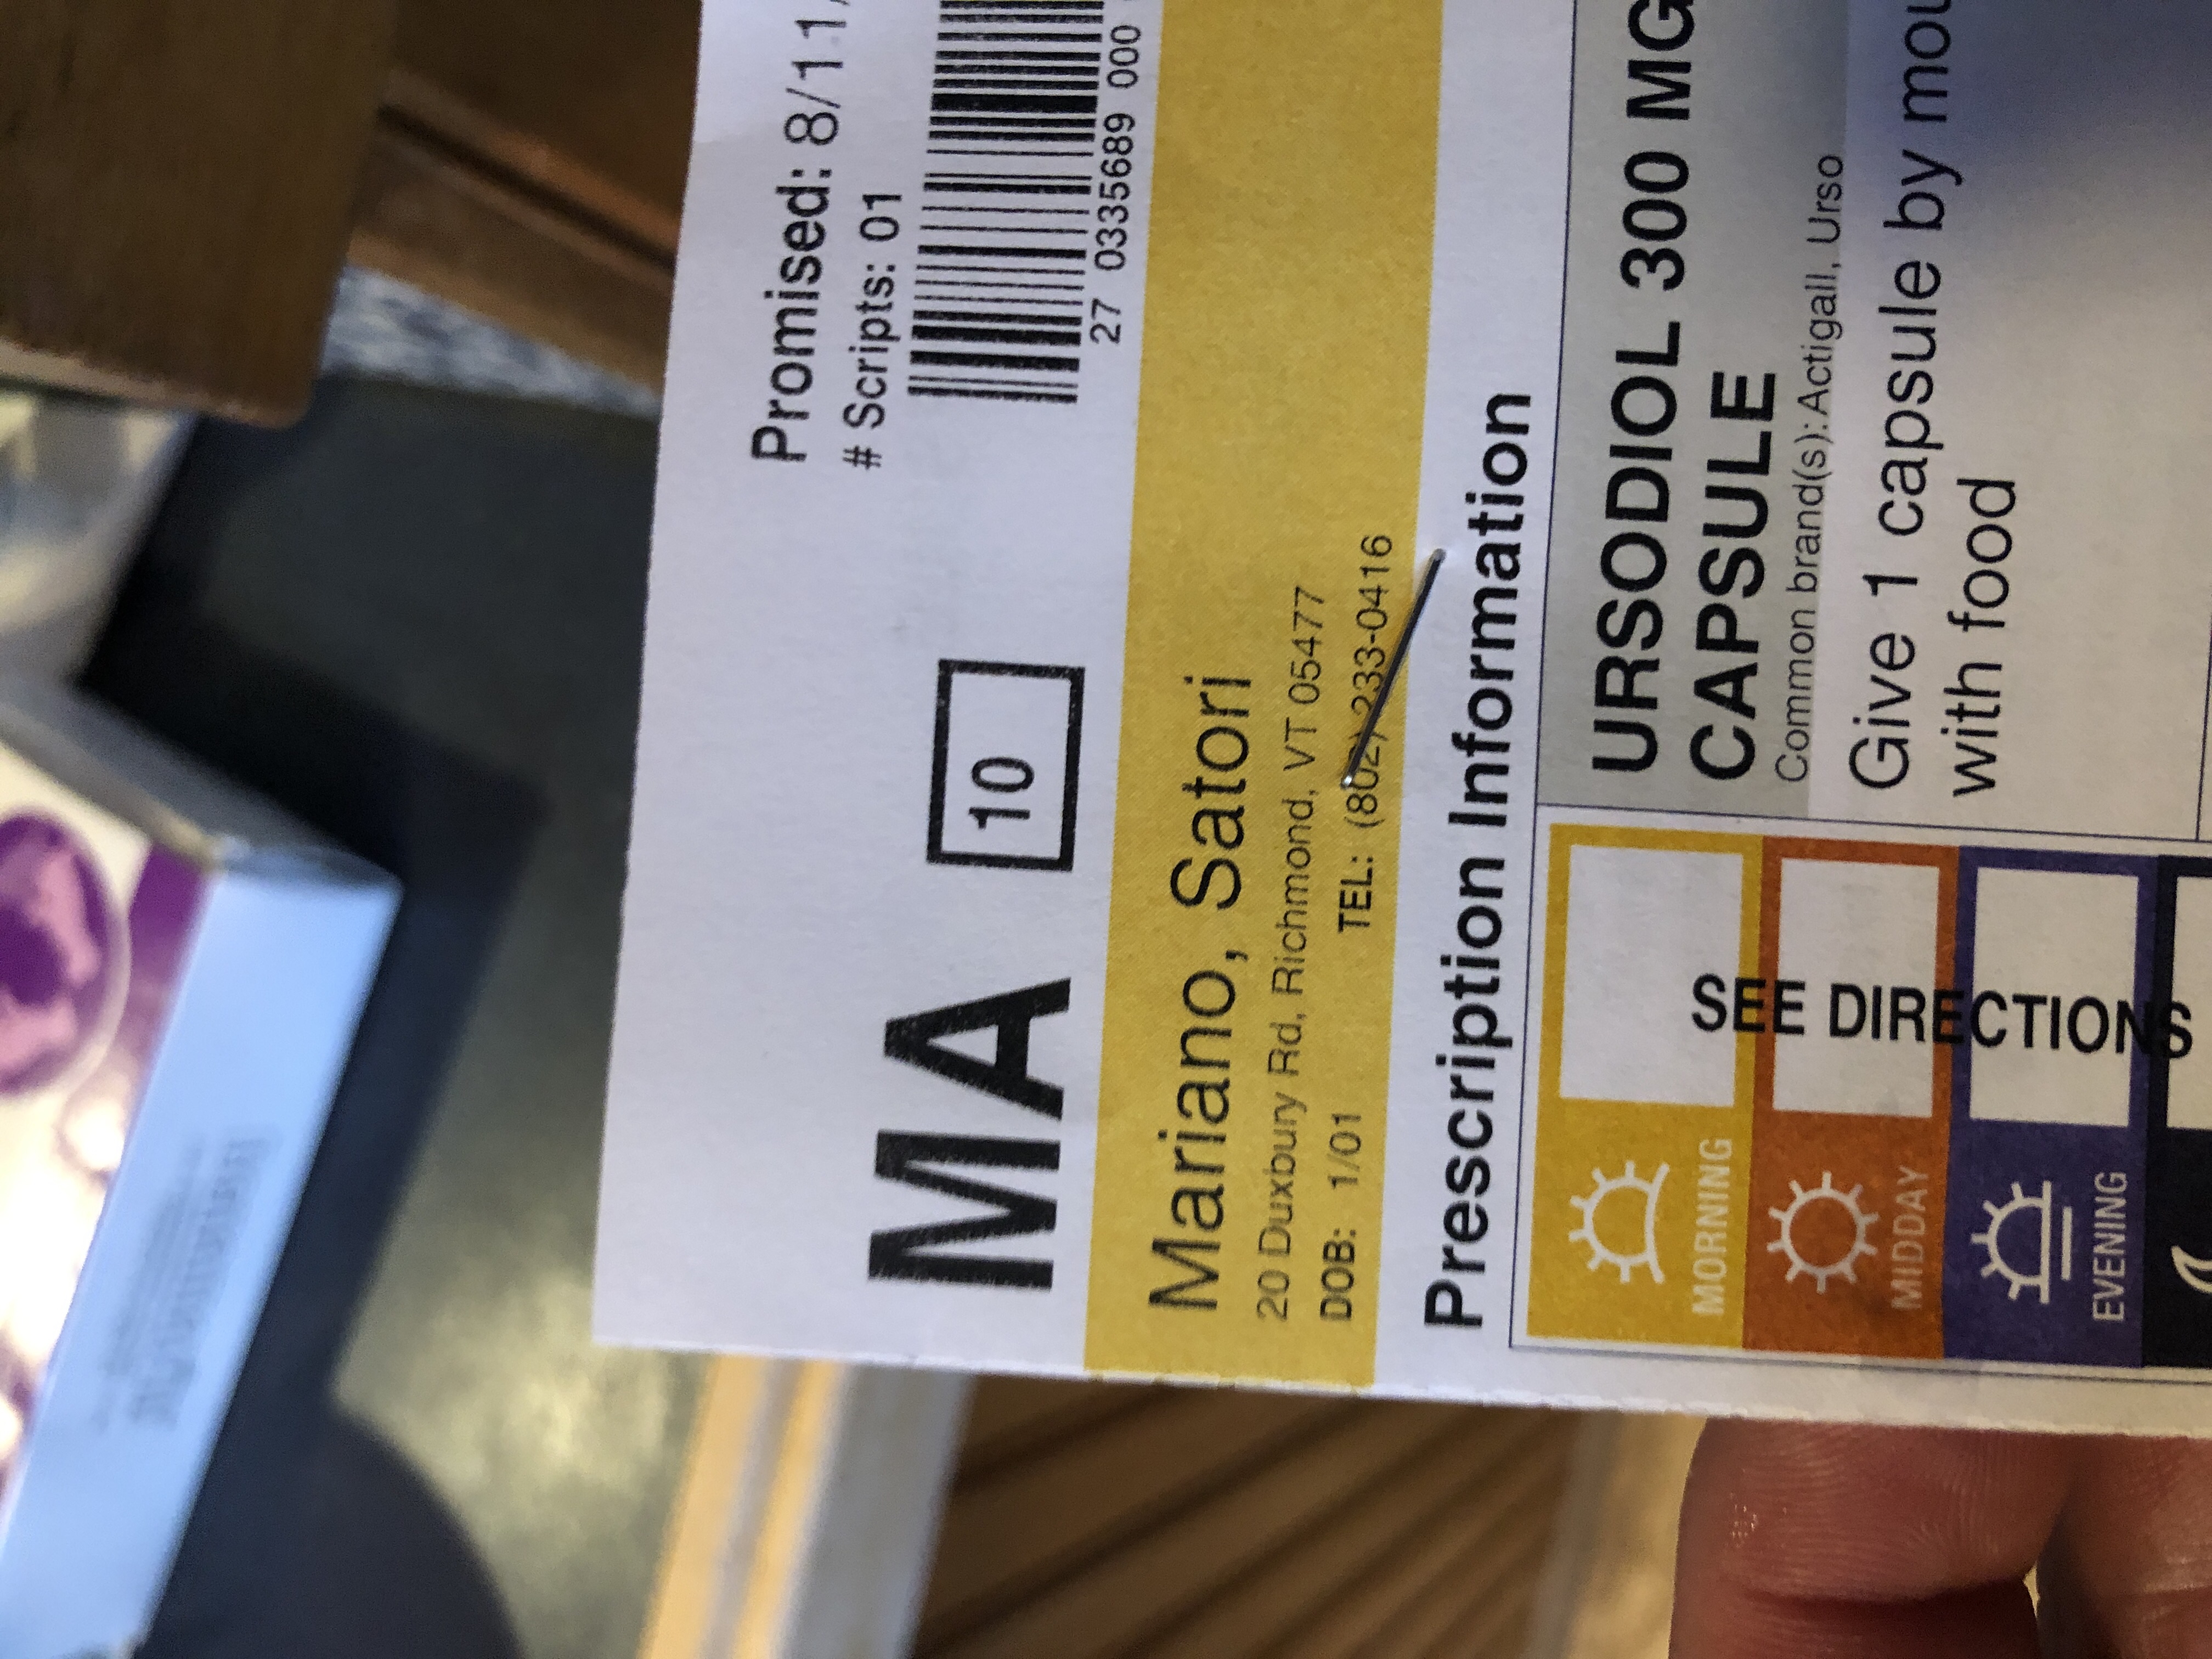 Promised: 8/11/
# Scripts: 01
MA
10
27 0335689 000
Mariano, Satori
20 Duxbury Rd, Richmond, VT 05477
DOB: 1/01 TEL: (802) 233-0416
Prescription Information
MORNING
MIDDAY
EVENING
SEE DIRECTIONS
URSODIOL 300 MG
CAPSULE
Common brand(s): Actigall, Urso
Give 1 capsule by
with food